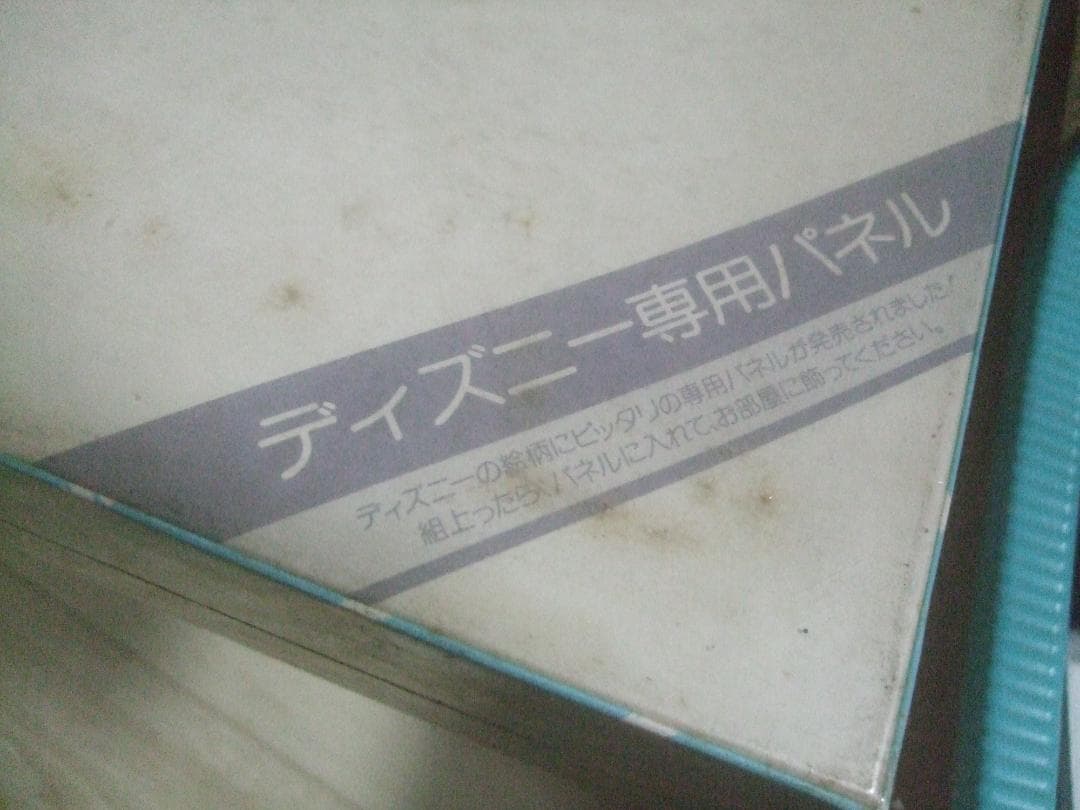 ディズニー専用パネル
ディズニーの絵柄にピッタリの専用パネルが発売されました!
組上ったら、パネルに入れて、お部屋に飾ってください。